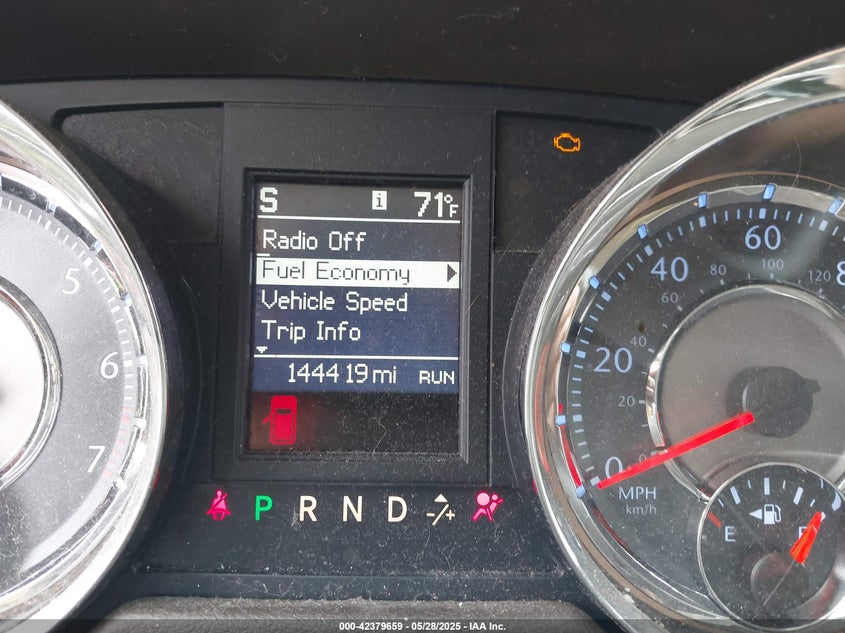 S i 71°F
Radio Off
Fuel Economy
Vehicle Speed
Trip Info
144419 mi RUN
P R N D -/+
5
6
7
0 20 40 60 8
20 40 60 80 100 120
MPH
km/h
E F
000-42379659 - 05/28/2025 - IAA Inc.